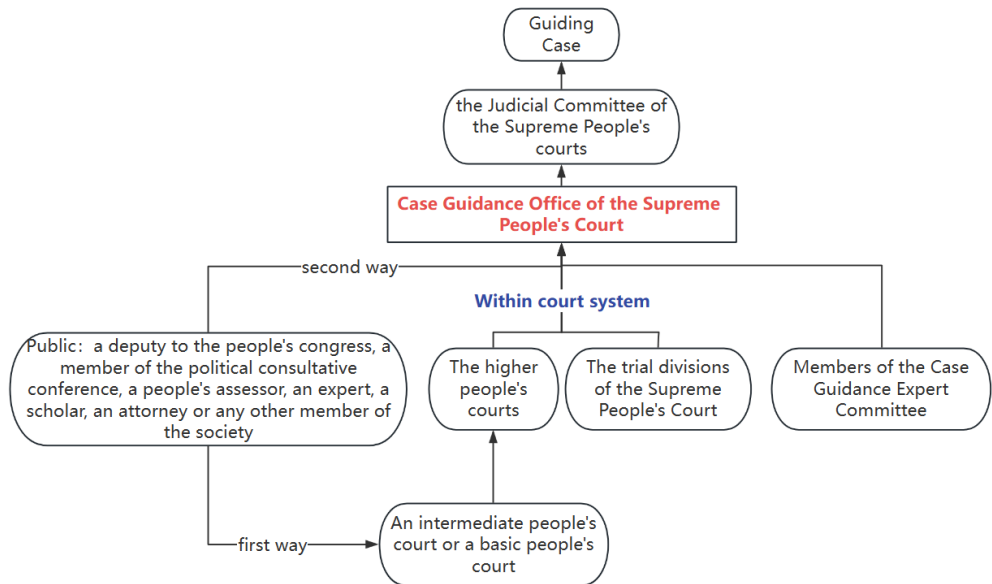 Guiding
Case
the Judicial Committee of
the Supreme People's
courts
Case Guidance Office of the Supreme
People's Court
second way
Within court system
Public：a deputy to the people's congress, a
member of the political consultative
conference, a people's assessor, an expert, a
scholar, an attorney or any other member of
the society
The higher
people's
courts
The trial divisions
of the Supreme
People's Court
Members of the Case
Guidance Expert
Committee
An intermediate people's
court or a basic people's
court
first way